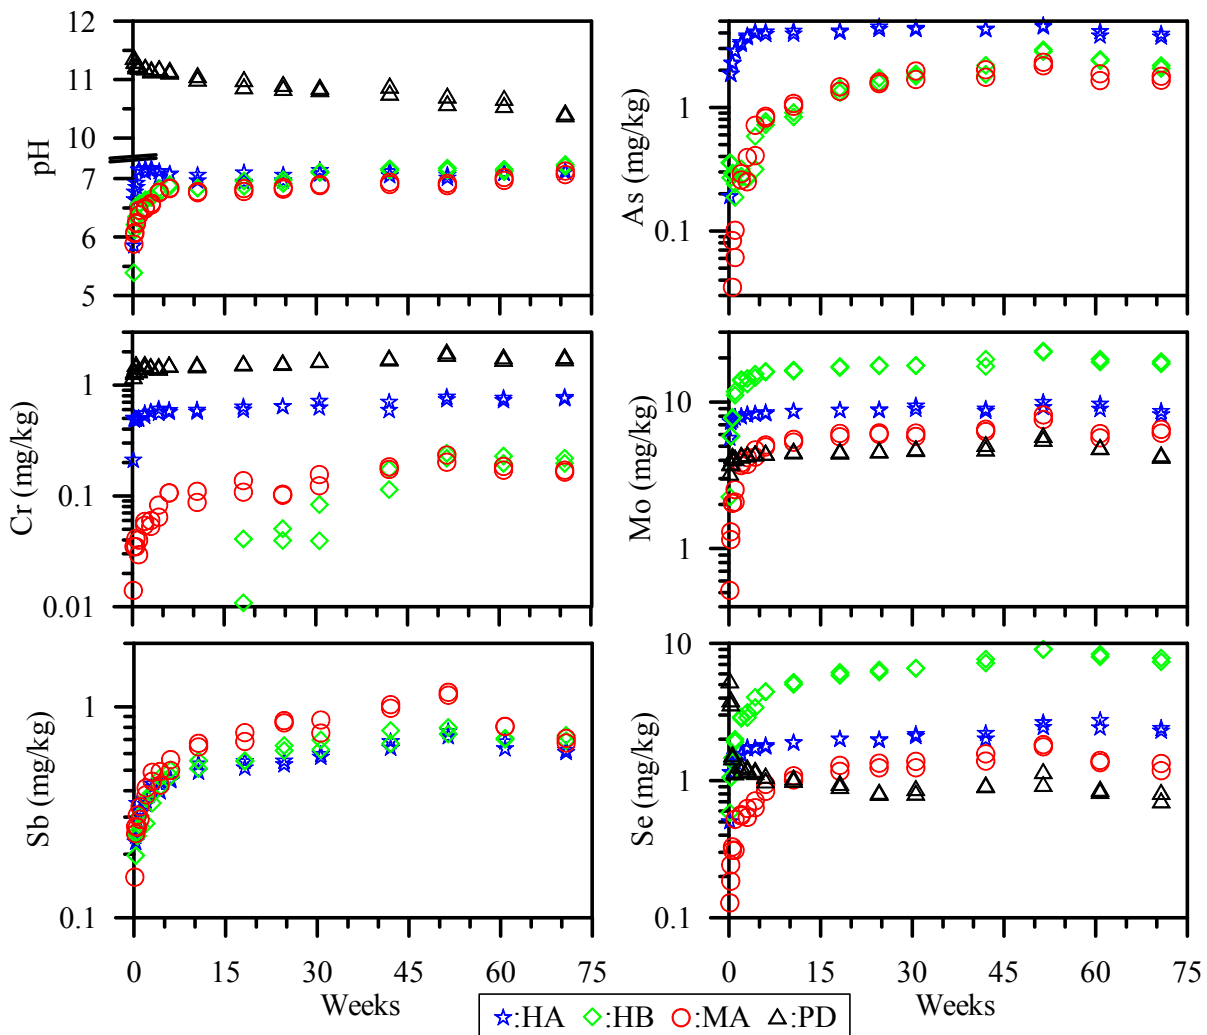 12
11
10
7
6
5
pH
1
0.1
As (mg/kg)
1
0.1
0.01
Cr (mg/kg)
10
1
Mo (mg/kg)
1
0.1
Sb (mg/kg)
0 15 30 45 60 75
Weeks
10
1
0.1
Se (mg/kg)
0 15 30 45 60 75
Weeks
:HA :HB :MA :PD